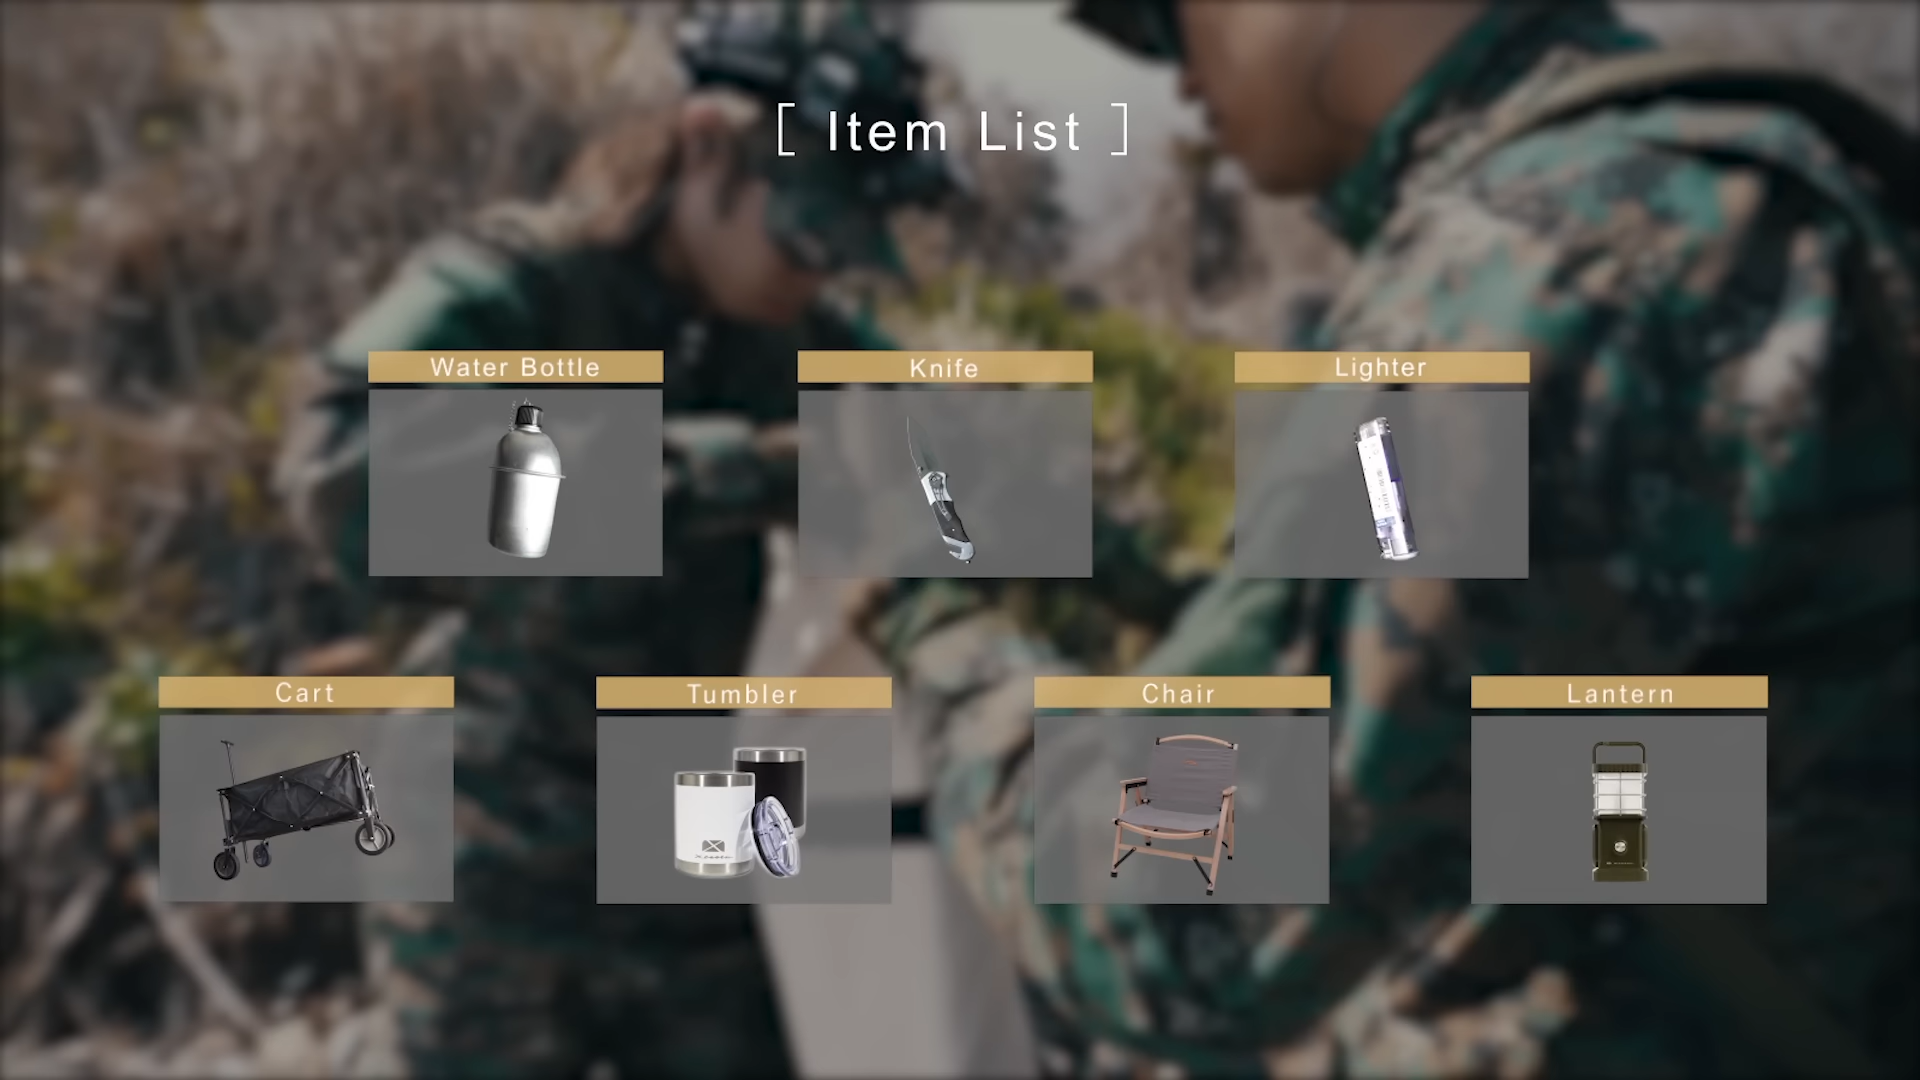 [ Item List ]
Water Bottle
Knife
Lighter
Cart
Tumbler
Chair
Lantern